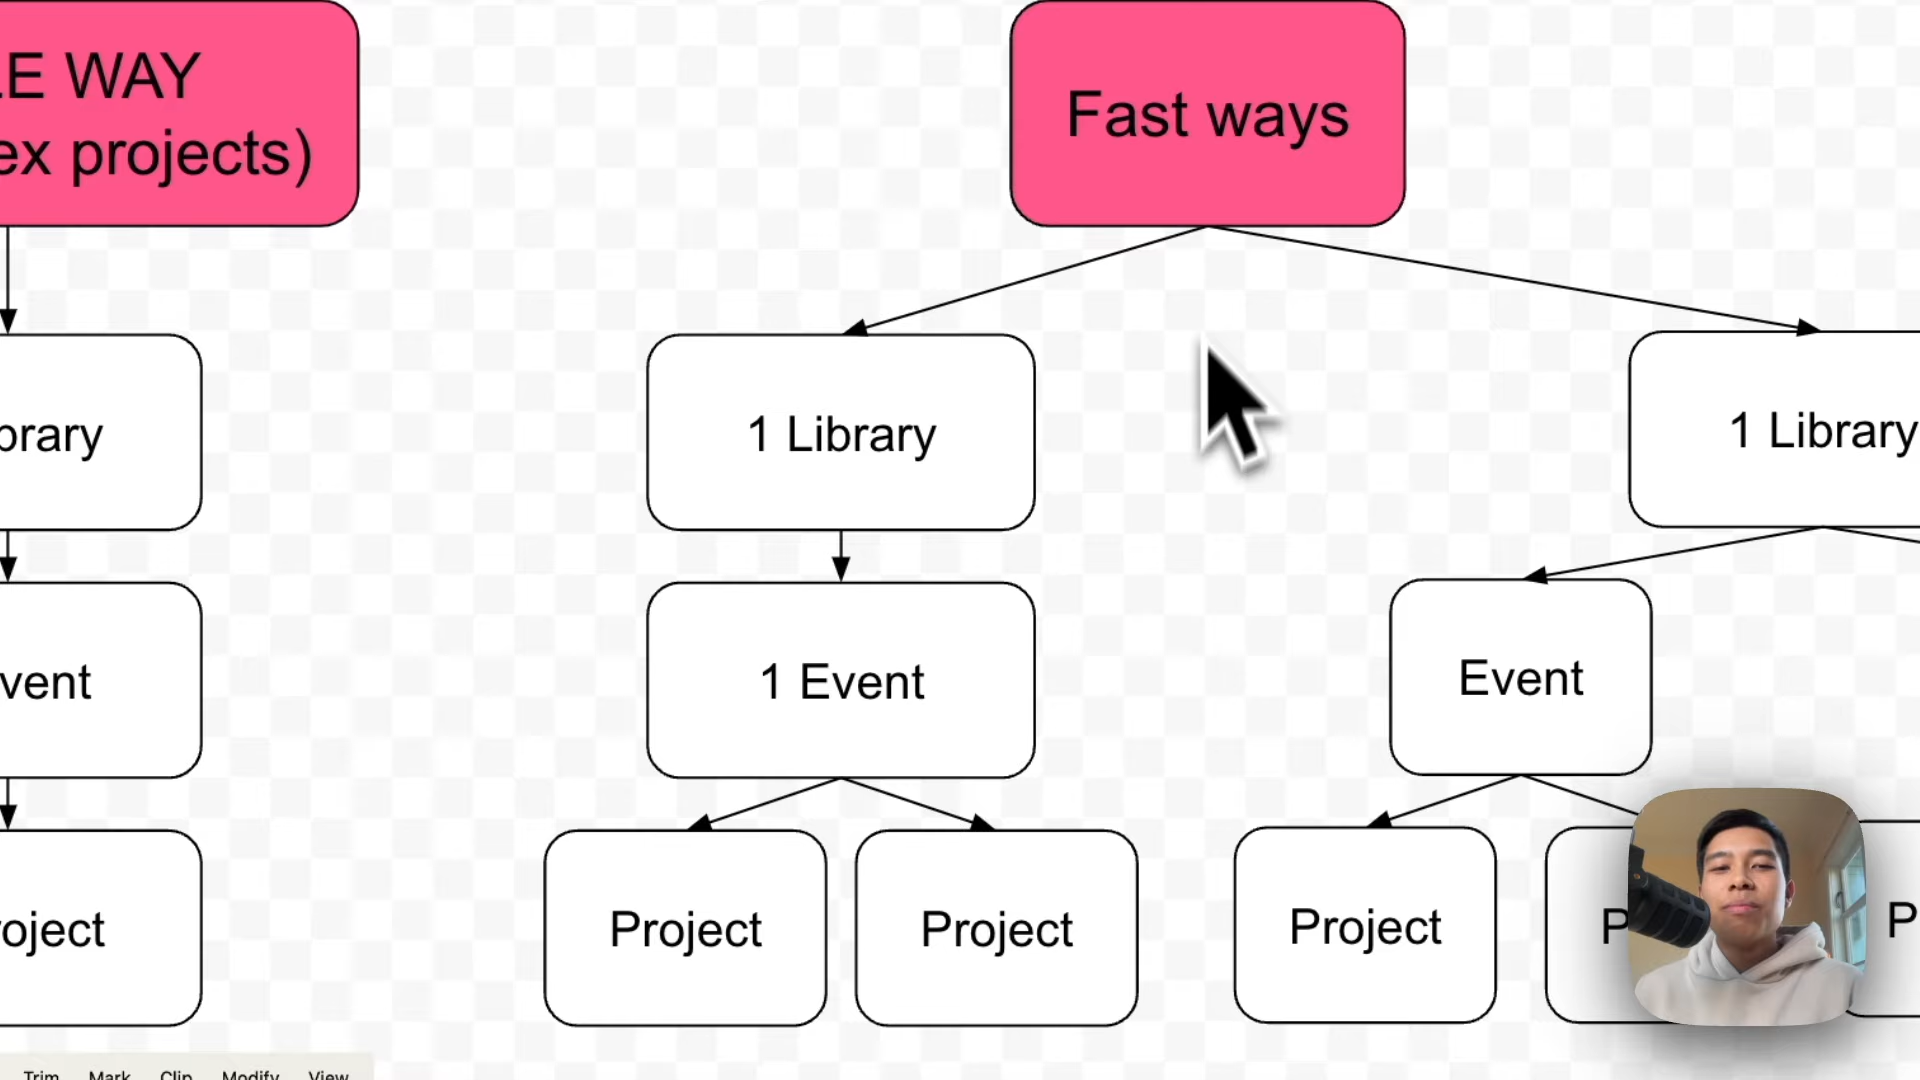 LE WAY
ex projects)
Fast ways
brary
1 Library
1 Library
vent
1 Event
Event
oject
Project
Project
Project
P
P
Trim Mark Clip Modify View